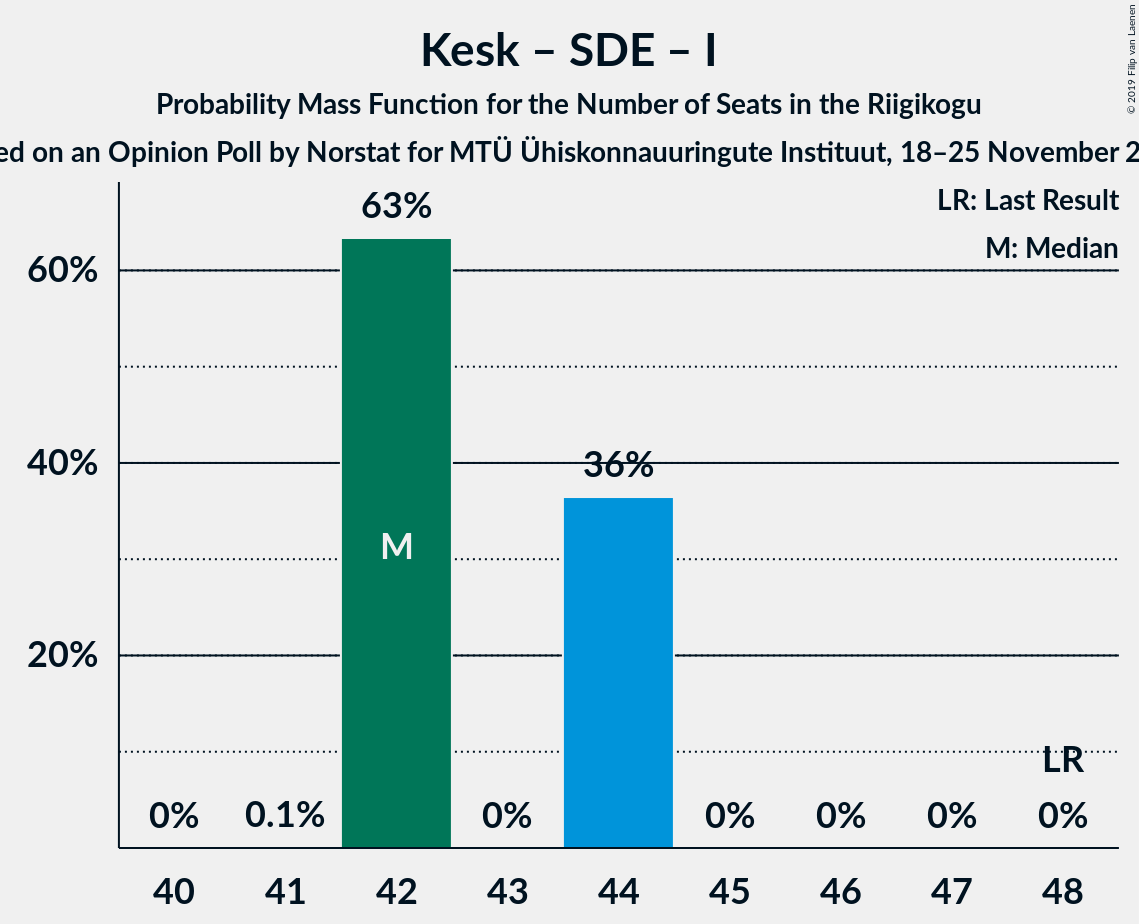 Kesk – SDE – I
Probability Mass Function for the Number of Seats in the Riigikogu
ed on an Opinion Poll by Norstat for MTÜ Ühiskonnauuringute Instituut, 18–25 November 2
© 2019 Filip van Laenen
LR: Last Result
M: Median
63%
60%
40%
36%
M
20%
LR
0% 0.1% 0% 0% 0% 0% 0%
40 41 42 43 44 45 46 47 48